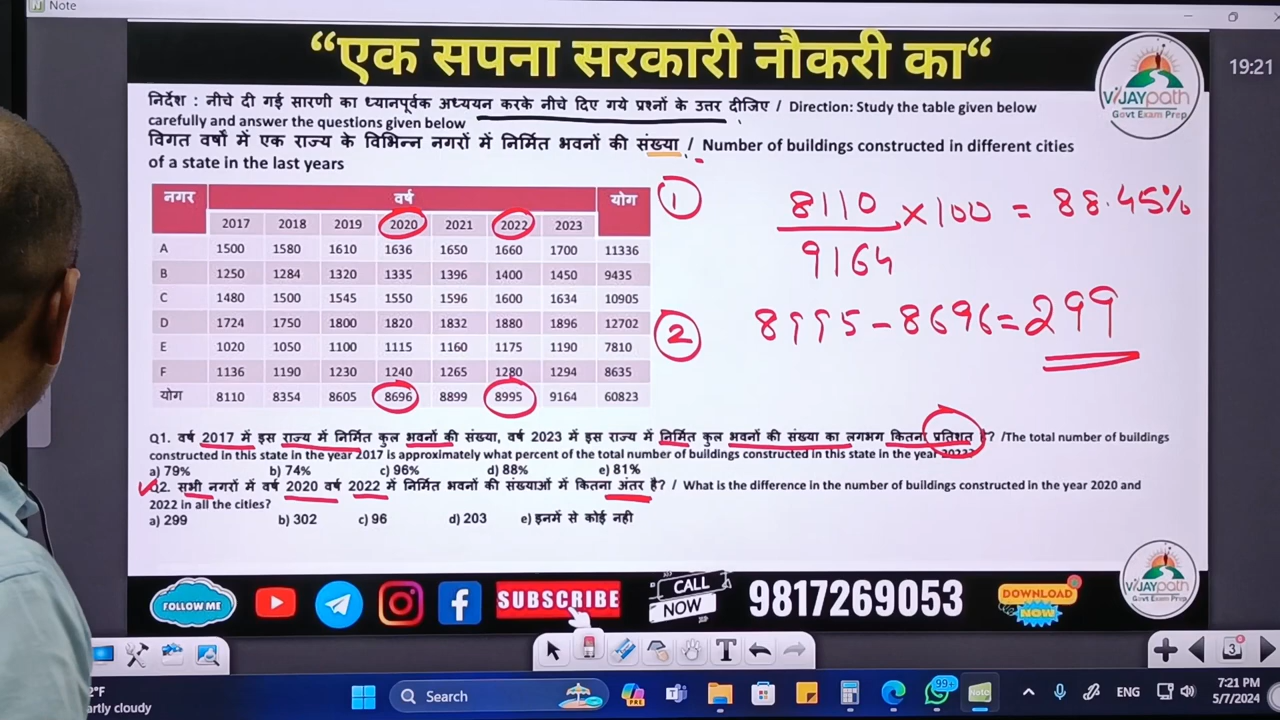 Note
“एक सपना सरकारी नौकरी का“
19:21
VIJAYpath
Govt Exam Prep
निर्देश : नीचे दी गई सारणी का ध्यानपूर्वक अध्ययन करके नीचे दिए गये प्रश्नों के उत्तर दीजिए / Direction: Study the table given below
carefully and answer the questions given below
विगत वर्षों में एक राज्य के विभिन्न नगरों में निर्मित भवनों की संख्या / Number of buildings constructed in different cities
of a state in the last years
नगर वर्ष योग
2017 2018 2019 2020 2021 2022 2023
A 1500 1580 1610 1636 1650 1660 1700 11336
B 1250 1284 1320 1335 1396 1400 1450 9435
C 1480 1500 1545 1550 1596 1600 1634 10905
D 1724 1750 1800 1820 1832 1880 1896 12702
E 1020 1050 1100 1115 1160 1175 1190 7810
F 1136 1190 1230 1240 1265 1280 1294 8635
योग 8110 8354 8605 8696 8899 8995 9164 60823
1 8110
9164 × 100 = 88.45%
2 8995 - 8696 = 299
Q1. वर्ष 2017 में इस राज्य में निर्मित कुल भवनों की संख्या, वर्ष 2023 में इस राज्य में निर्मित कुल भवनों की संख्या का लगभग कितना प्रतिशत है? /The total number of buildings
constructed in this state in the year 2017 is approximately what percent of the total number of buildings constructed in this state in the year
a) 79% b) 74% c) 96% d) 88% e) 81%
Q2. सभी नगरों में वर्ष 2020 वर्ष 2022 में निर्मित भवनों की संख्याओं में कितना अंतर है? / What is the difference in the number of buildings constructed in the year 2020 and
2022 in all the cities?
a) 299 b) 302 c) 96 d) 203 e) इनमें से कोई नही
FOLLOW ME
SUBSCRIBE
CALL
NOW
9817269053
DOWNLOAD
NOW
VIJAYpath
Govt Exam Prep
T
3
2°F
artly cloudy
Search
PRE
99+
Note
ENG
7:21 PM
5/7/2024